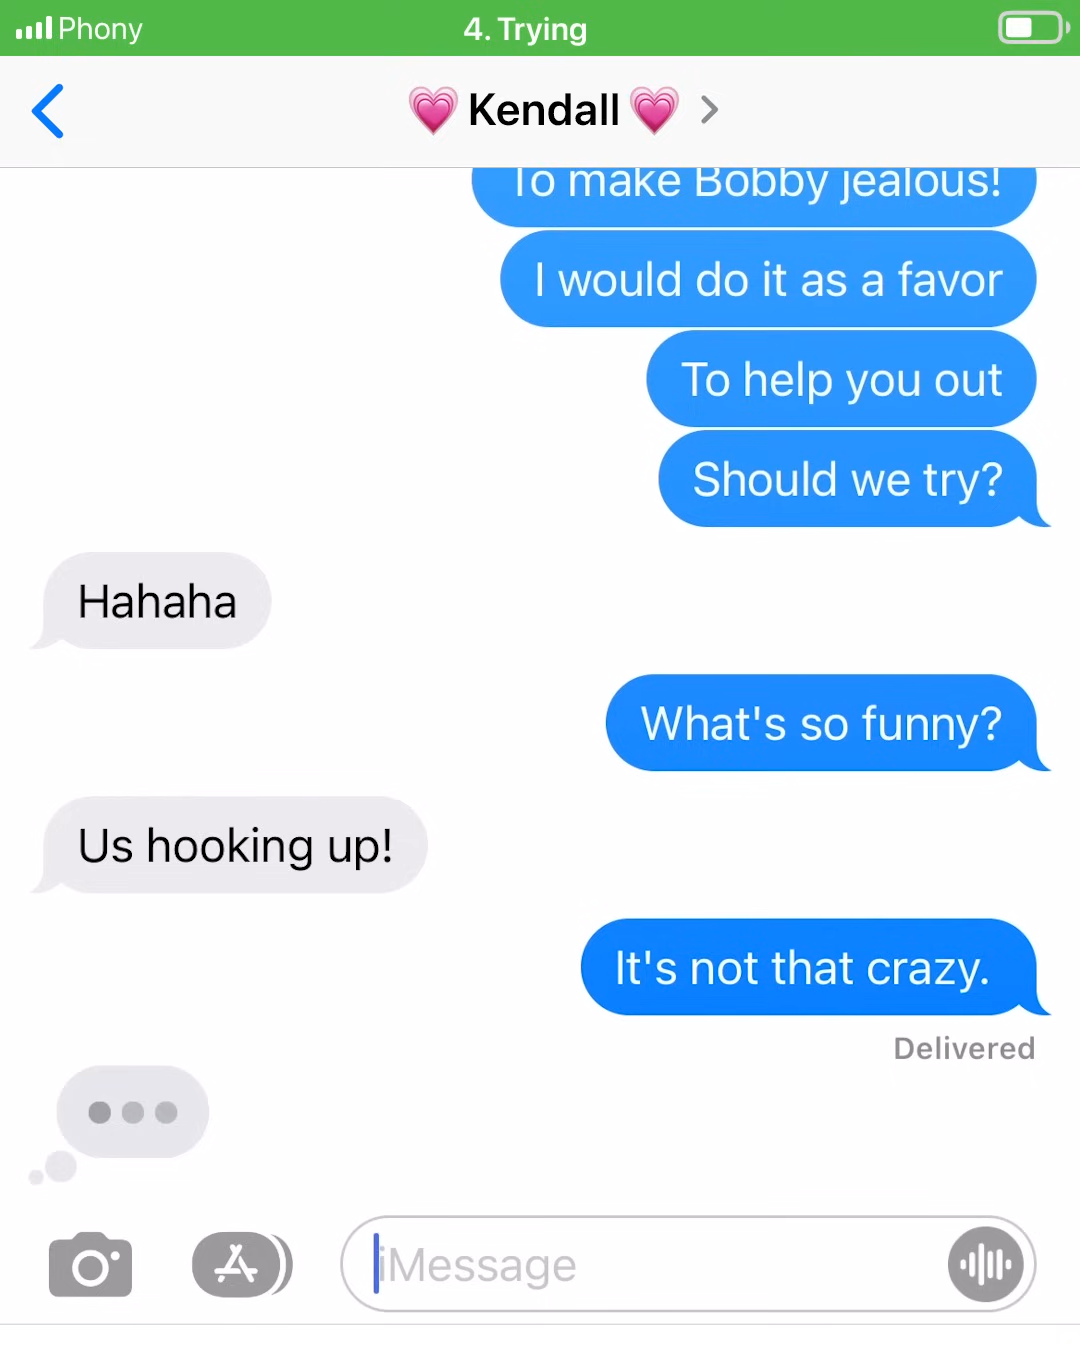 Phony
4. Trying
Kendall
To make Bobby jealous!
I would do it as a favor
To help you out
Should we try?
Hahaha
What's so funny?
Us hooking up!
It's not that crazy.
Delivered
iMessage